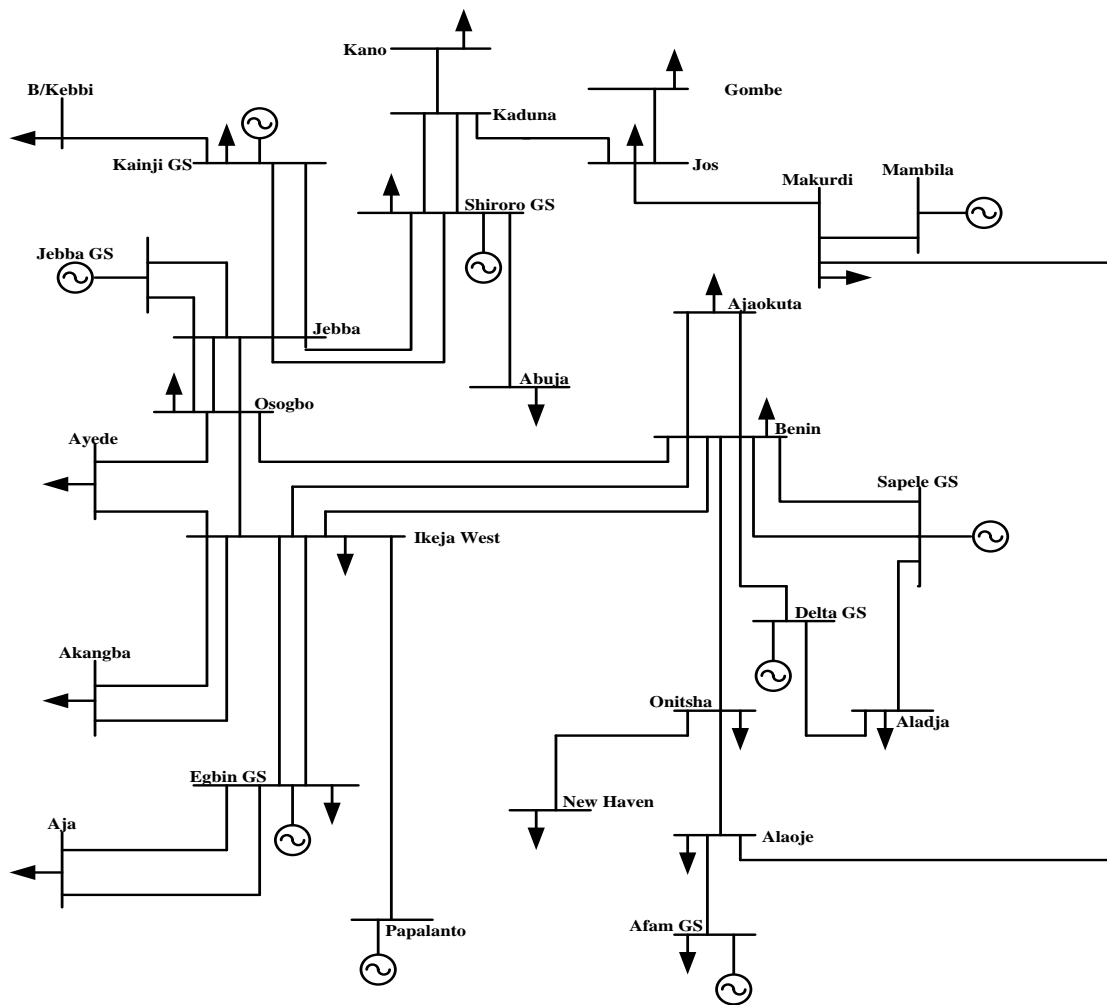 Kano
B/Kebbi
Gombe
Kaduna
Kainji GS
Jos
Mambila
Makurdi
Shiroro GS
Jebba GS
Ajaokuta
Jebba
Abuja
Osogbo
Benin
Ayede
Sapele GS
Ikeja West
Delta GS
Akangba
Onitsha
Aladja
Egbin GS
New Haven
Aja
Alaoje
Afam GS
Papalanto